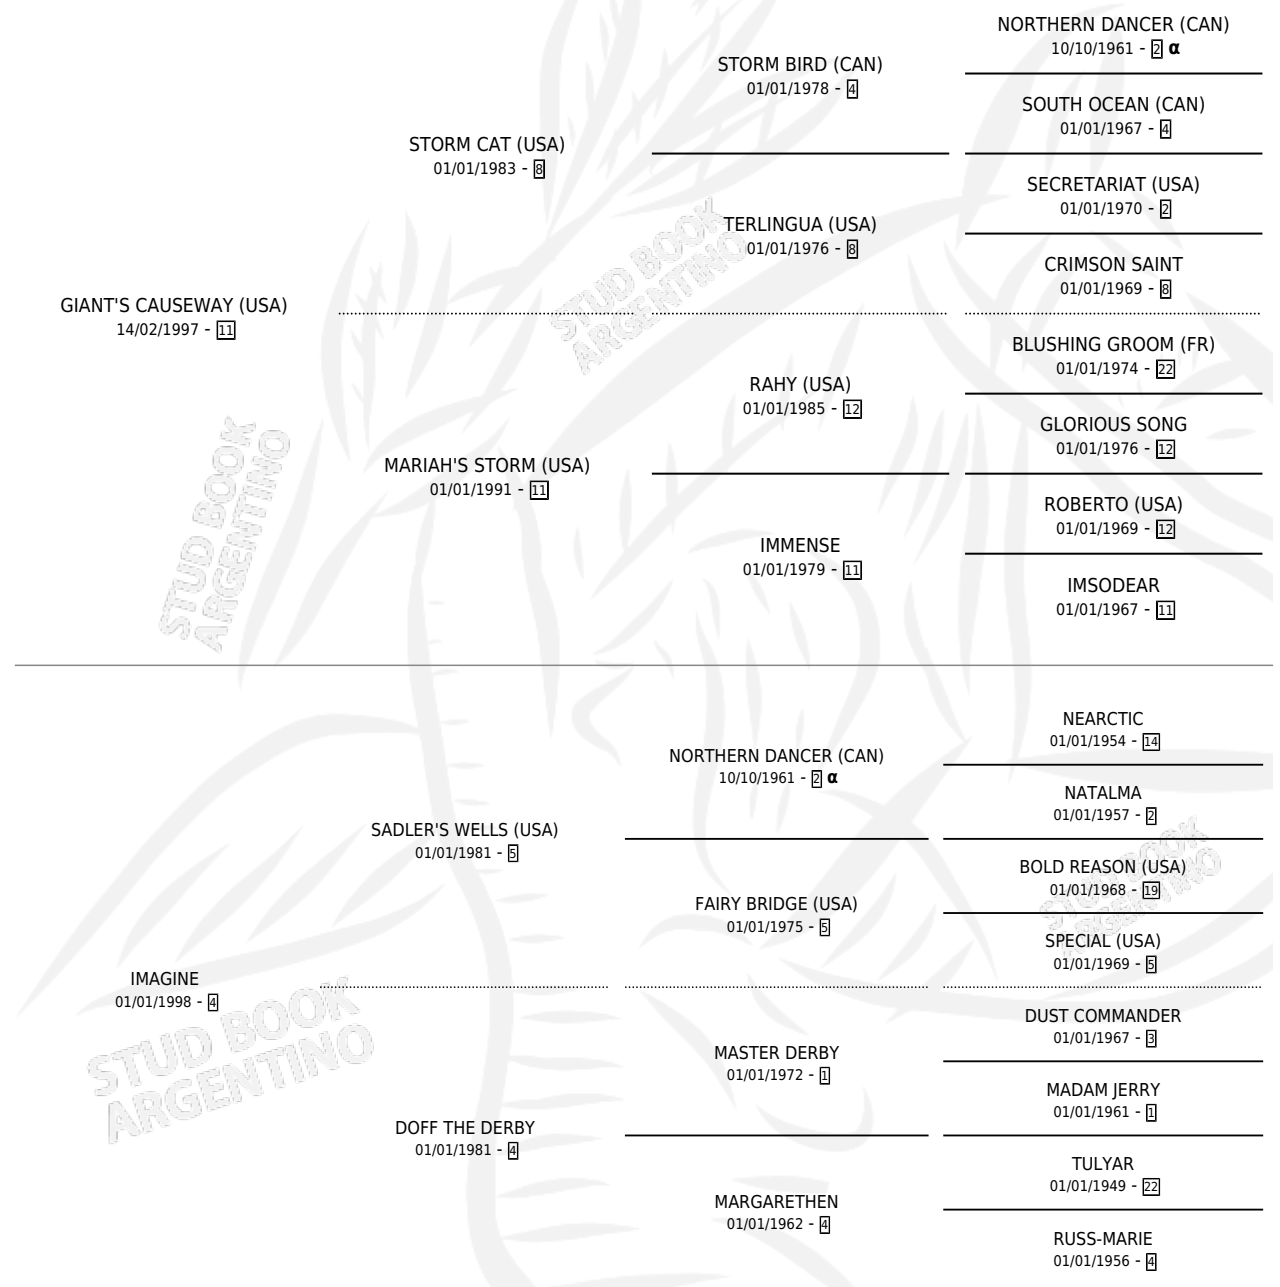 NORTHERN DANCER (CAN)
10/10/1961 - 2 α
STORM BIRD (CAN)
01/01/1978 - 4
SOUTH OCEAN (CAN)
01/01/1967 - 4
STORM CAT (USA)
01/01/1983 - 8
SECRETARIAT (USA)
01/01/1970 - 2
TERLINGUA (USA)
01/01/1976 - 8
CRIMSON SAINT
01/01/1969 - 8
GIANT'S CAUSEWAY (USA)
14/02/1997 - 11
BLUSHING GROOM (FR)
01/01/1974 - 22
RAHY (USA)
01/01/1985 - 12
GLORIOUS SONG
01/01/1976 - 12
MARIAH'S STORM (USA)
01/01/1991 - 11
ROBERTO (USA)
01/01/1969 - 12
IMMENSE
01/01/1979 - 11
IMSODEAR
01/01/1967 - 11
NEARCTIC
01/01/1954 - 14
NORTHERN DANCER (CAN)
10/10/1961 - 2 α
NATALMA
01/01/1957 - 2
SADLER'S WELLS (USA)
01/01/1981 - 5
BOLD REASON (USA)
01/01/1968 - 19
FAIRY BRIDGE (USA)
01/01/1975 - 5
SPECIAL (USA)
01/01/1969 - 5
IMAGINE
01/01/1998 - 4
DUST COMMANDER
01/01/1967 - 3
MASTER DERBY
01/01/1972 - 1
MADAM JERRY
01/01/1961 - 1
DOFF THE DERBY
01/01/1981 - 4
TULYAR
01/01/1949 - 22
MARGARETHEN
01/01/1962 - 4
RUSS-MARIE
01/01/1956 - 4
STUD BOOK
ARGENTINO
STUD BOOK
ARGENTINO
STUD BOOK
ARGENTINO
STUD BOOK
ARGENTINO